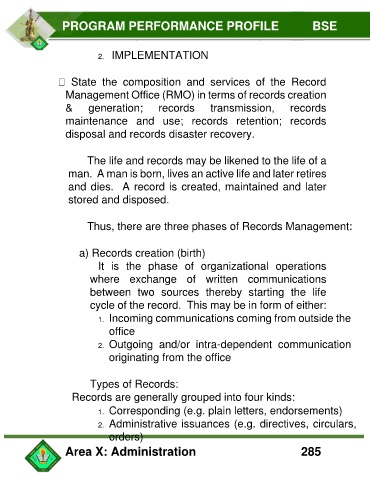 PROGRAM PERFORMANCE PROFILE BSE
2. IMPLEMENTATION
□ State the composition and services of the Record
Management Office (RMO) in terms of records creation
& generation; records transmission, records
maintenance and use; records retention; records
disposal and records disaster recovery.
The life and records may be likened to the life of a
man. A man is born, lives an active life and later retires
and dies. A record is created, maintained and later
stored and disposed.
Thus, there are three phases of Records Management:
a) Records creation (birth)
It is the phase of organizational operations
where exchange of written communications
between two sources thereby starting the life
cycle of the record. This may be in form of either:
1. Incoming communications coming from outside the
office
2. Outgoing and/or intra-dependent communication
originating from the office
Types of Records:
Records are generally grouped into four kinds:
1. Corresponding (e.g. plain letters, endorsements)
2. Administrative issuances (e.g. directives, circulars,
orders)
Area X: Administration 285